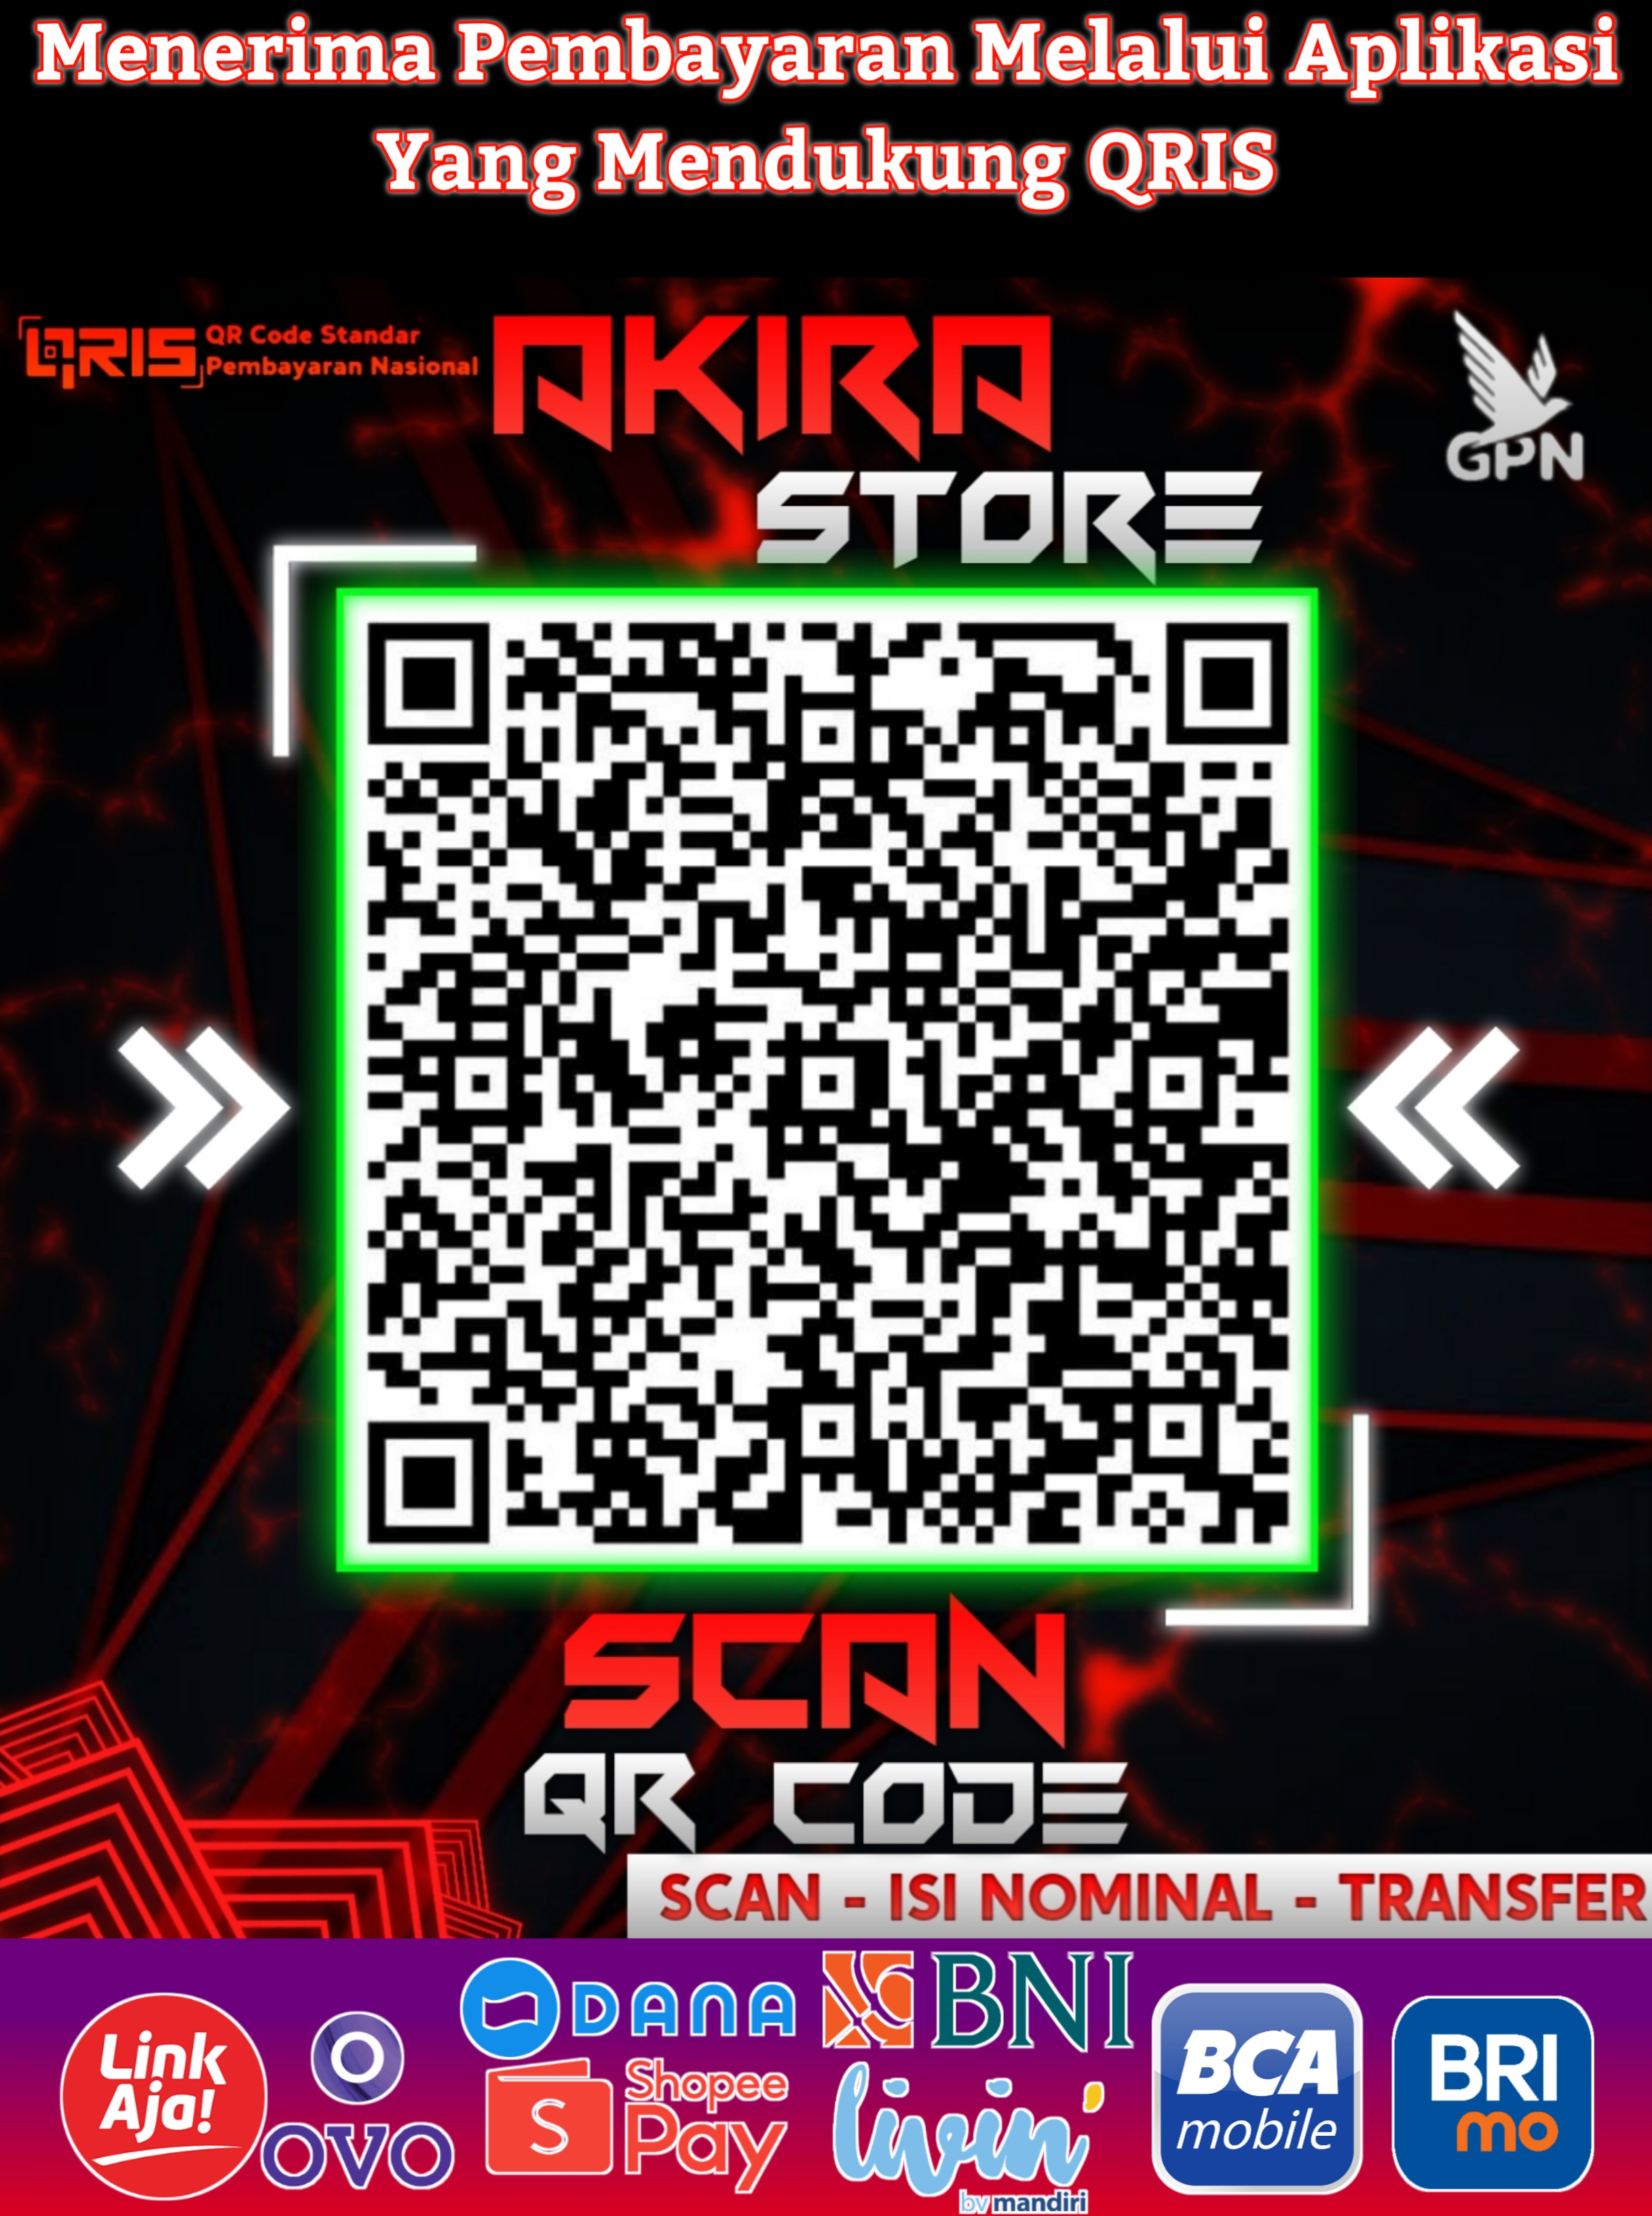 Menerima Pembayaran Melalui Aplikasi
Yang Mendukung QRIS
QRIS QR Code Standar
Pembayaran Nasional
AKIRA
STORE
GPN
SCAN
QR CODE
SCAN - ISI NOMINAL - TRANSFER
Link
Aja!
OVO
DANA
Shopee
Pay
BNI
livin'
by mandiri
BCA
mobile
BRI
mo